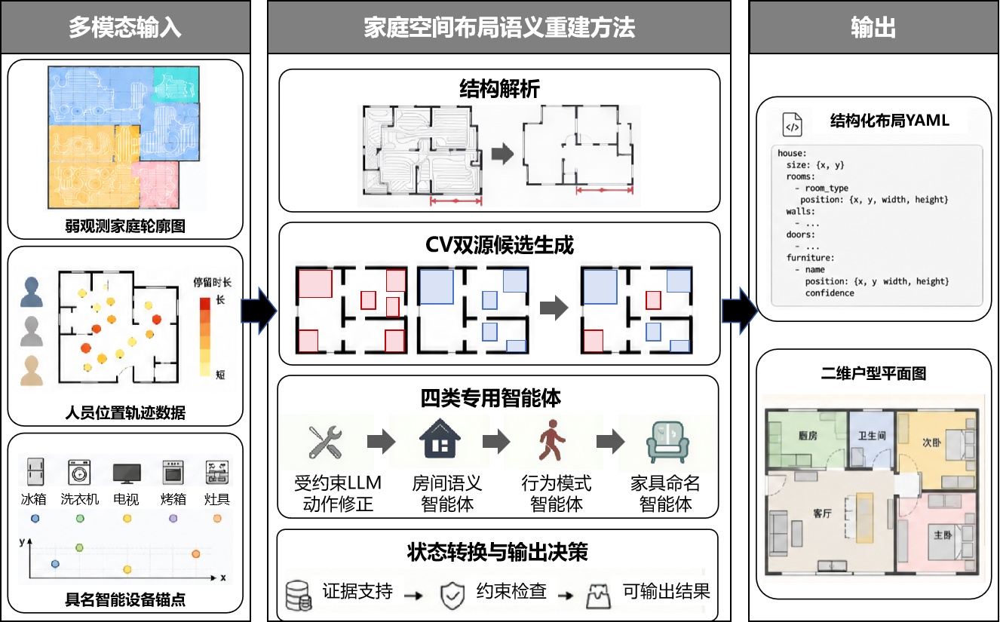 多模态输入
弱观测家庭轮廓图
停留时长
长
短
人员位置轨迹数据
冰箱
洗衣机
电视
烤箱
灶具
y
x
具名智能设备锚点
家庭空间布局语义重建方法
结构解析
CV双源候选生成
四类专用智能体
受约束LLM
动作修正
房间语义
智能体
行为模式
智能体
家具命名
智能体
状态转换与输出决策
证据支持
约束检查
可输出结果
输出
结构化布局YAML
house:
size: {x, y}
rooms:
- room_type
position: {x, y, width, height}
walls:
- ...
doors:
- ...
furniture:
- name
position: {x, y width, height}
confidence
二维户型平面图
厨房
卫生间
次卧
客厅
主卧